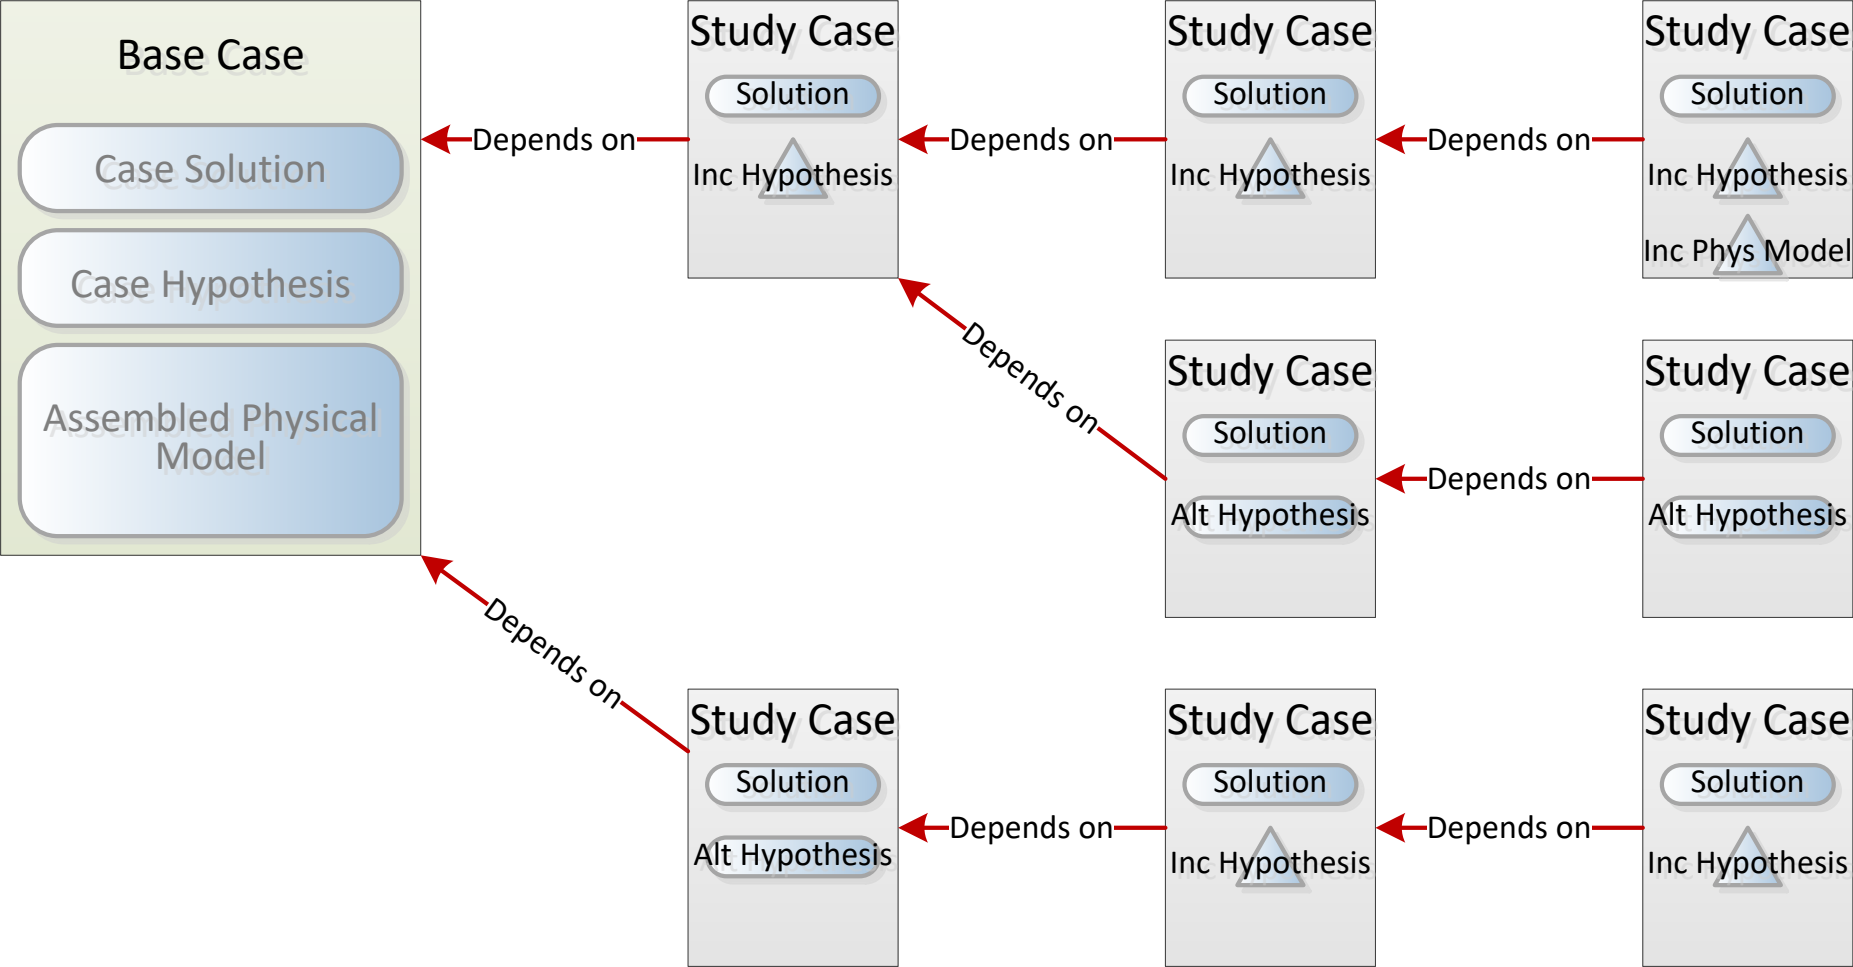 Base Case
Case Solution
Case Hypothesis
Assembled Physical
Model
Depends on
Study Case
Solution
Inc Hypothesis
Depends on
Study Case
Solution
Inc Hypothesis
Depends on
Study Case
Solution
Inc Hypothesis
Inc Phys Model
Depends on
Study Case
Solution
Alt Hypothesis
Depends on
Study Case
Solution
Alt Hypothesis
Depends on
Study Case
Solution
Alt Hypothesis
Depends on
Study Case
Solution
Inc Hypothesis
Depends on
Study Case
Solution
Inc Hypothesis